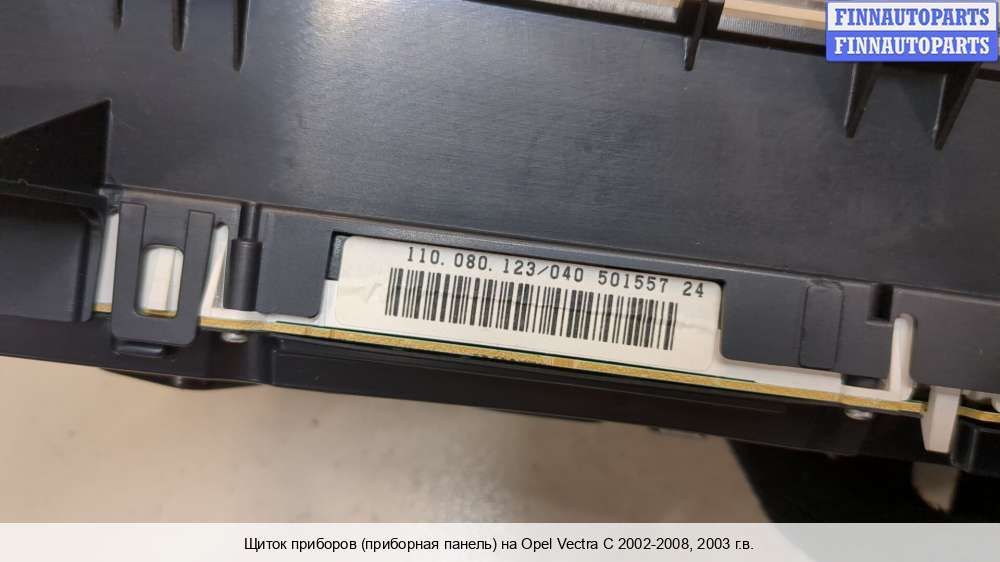 FINNAUTOPARTS
FINNAUTOPARTS
110.080.123/040 501557 24
Щиток приборов (приборная панель) на Opel Vectra C 2002-2008, 2003 г.в.